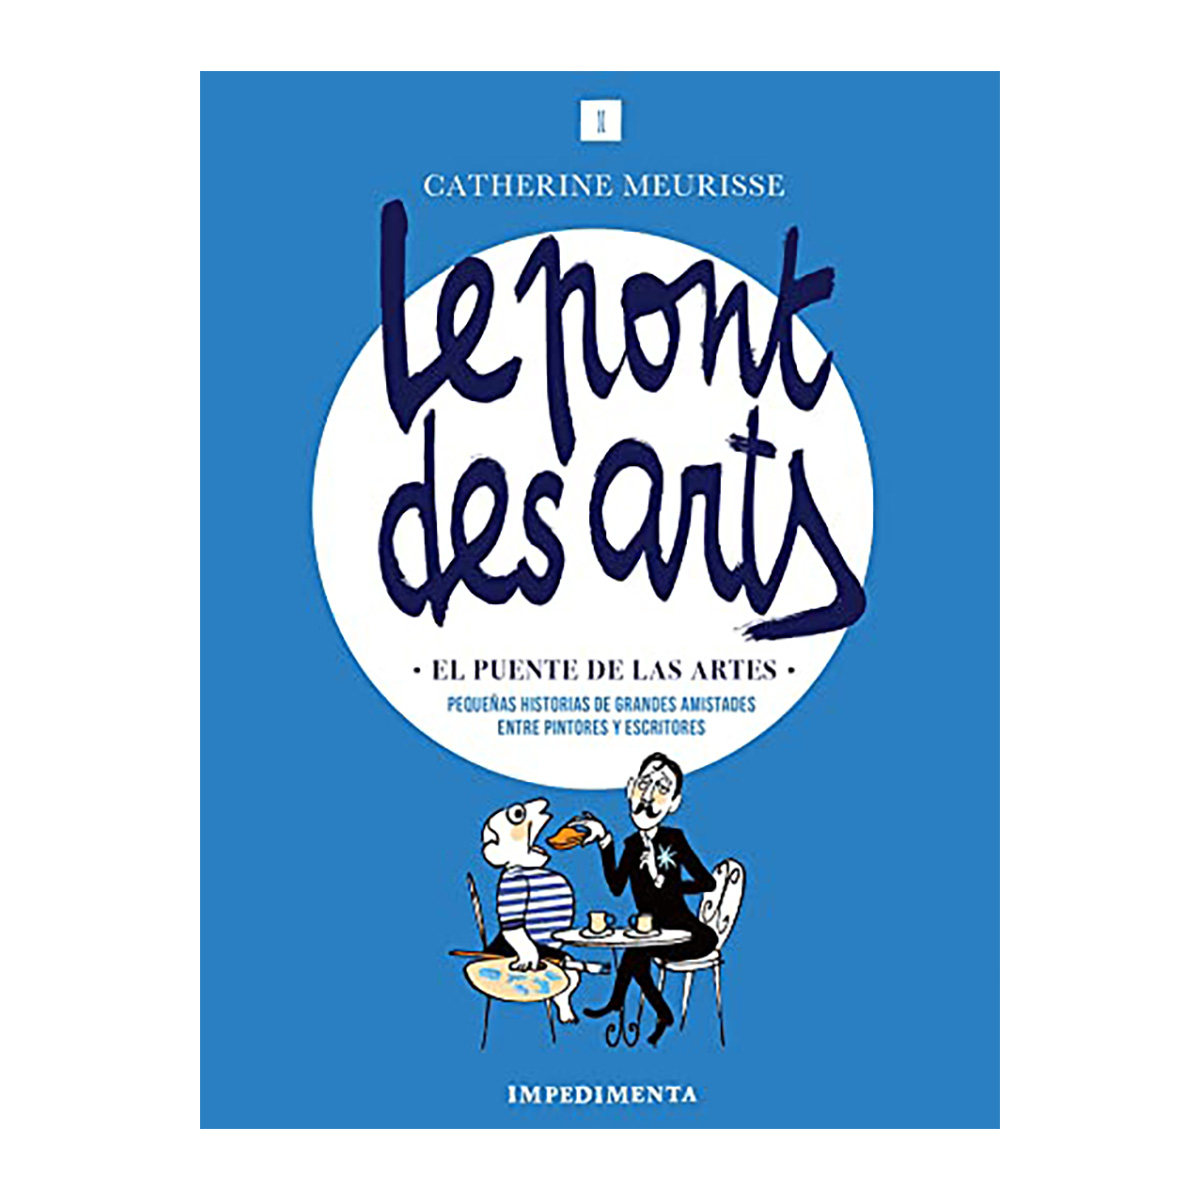 CATHERINE MEURISSE
Le pont
des arts
• EL PUENTE DE LAS ARTES •
PEQUEÑAS HISTORIAS DE GRANDES AMISTADES
ENTRE PINTORES Y ESCRITORES
IMPEDIMENTA